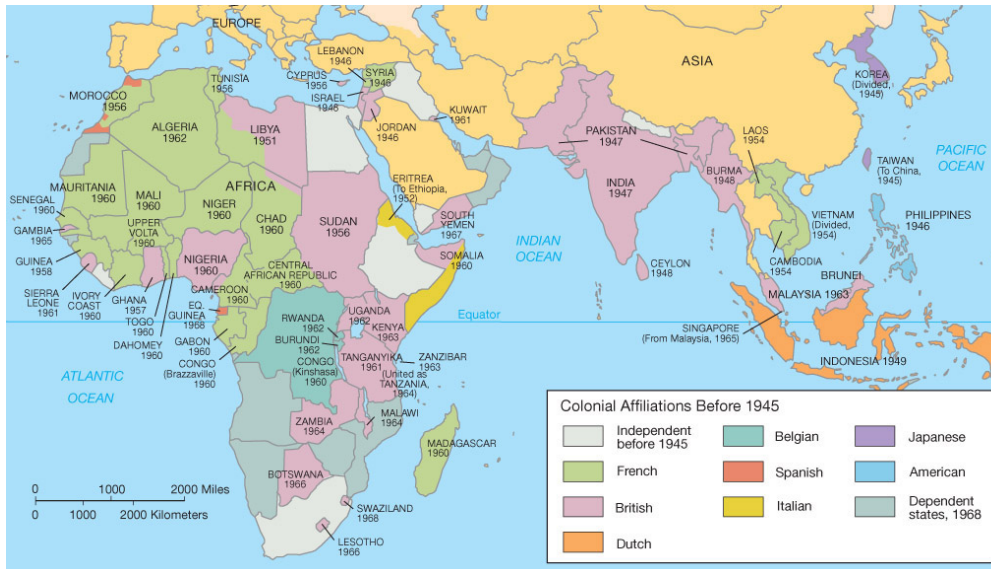 EUROPE
ASIA
LEBANON
1946
CYPRUS
1956
SYRIA
1946
ISRAEL
1946
JORDAN
1946
KUWAIT
1961
KOREA
(Divided,
1945)
TUNISIA
1956
MOROCCO
1956
ALGERIA
1962
LIBYA
1951
PAKISTAN
1947
INDIA
1947
BURMA
1948
LAOS
1954
TAIWAN
(To China,
1945)
PACIFIC
OCEAN
ERITREA
(To Ethiopia,
1952)
AFRICA
MAURITANIA
1960
MALI
1960
NIGER
1960
CHAD
1960
SUDAN
1956
SOUTH
YEMEN
1967
SENEGAL
1960
GAMBIA
1965
UPPER
VOLTA
1960
GUINEA
1958
NIGERIA
1960
SOMALIA
1960
INDIAN
OCEAN
CEYLON
1948
VIETNAM
(Divided,
1954)
PHILIPPINES
1946
CAMBODIA
1954
BRUNEI
MALAYSIA 1963
SIERRA
LEONE
1961
IVORY
COAST
1960
GHANA
1957
TOGO
1960
DAHOMEY
1960
CAMEROON
1960
CENTRAL
AFRICAN REPUBLIC
1960
EQ.
GUINEA
1968
GABON
1960
CONGO
(Brazzaville)
1960
RWANDA
1962
BURUNDI
1962
CONGO
(Kinshasa)
1960
UGANDA
1962
KENYA
1963
Equator
TANGANYIKA
1961
(United as
TANZANIA,
1964)
ZANZIBAR
1963
SINGAPORE
(From Malaysia, 1965)
INDONESIA 1949
ATLANTIC
OCEAN
ZAMBIA
1964
MALAWI
1964
MADAGASCAR
1960
BOTSWANA
1966
SWAZILAND
1968
LESOTHO
1966
0 1000 2000 Miles
0 1000 2000 Kilometers
Colonial Affiliations Before 1945
Independent
before 1945
French
British
Dutch
Belgian
Spanish
Italian
Japanese
American
Dependent
states, 1968